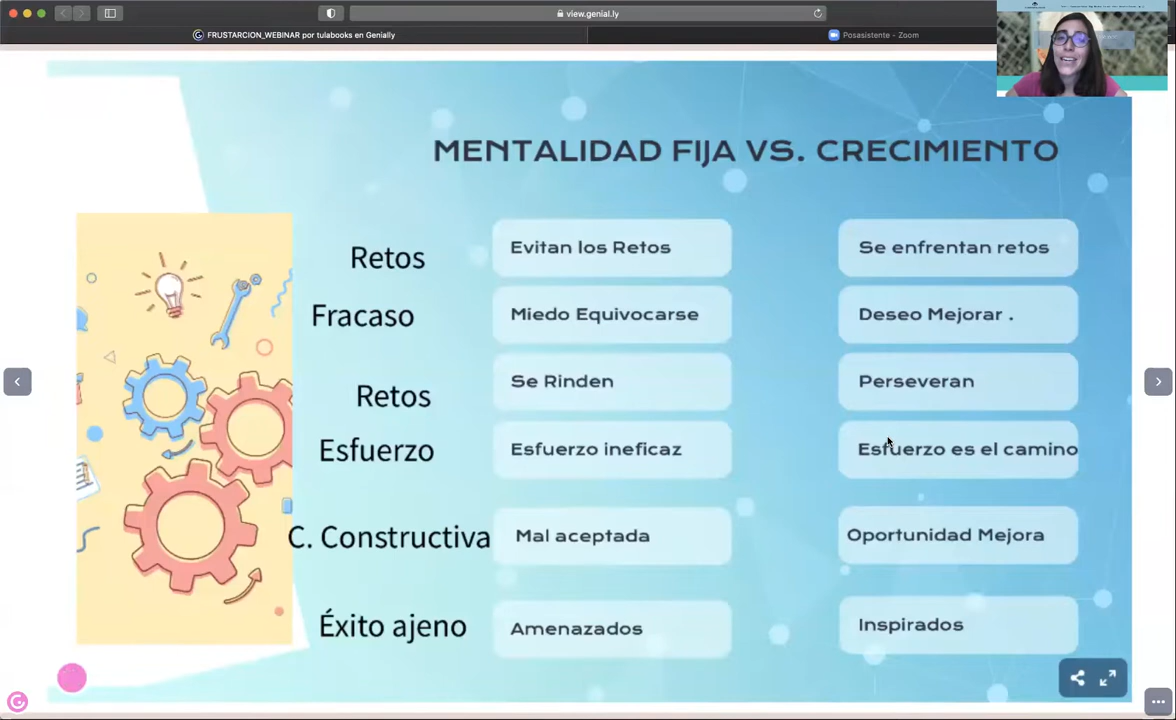 view.genial.ly
FRUSTARCION_WEBINAR por tulabooks en Genially
Posasistente - Zoom
MENTALIDAD FIJA VS. CRECIMIENTO
Retos
Evitan los Retos
Se enfrentan retos
Fracaso
Miedo Equivocarse
Deseo Mejorar .
Retos
Se Rinden
Perseveran
Esfuerzo
Esfuerzo ineficaz
Esfuerzo es el camino
C. Constructiva
Mal aceptada
Oportunidad Mejora
Éxito ajeno
Amenazados
Inspirados